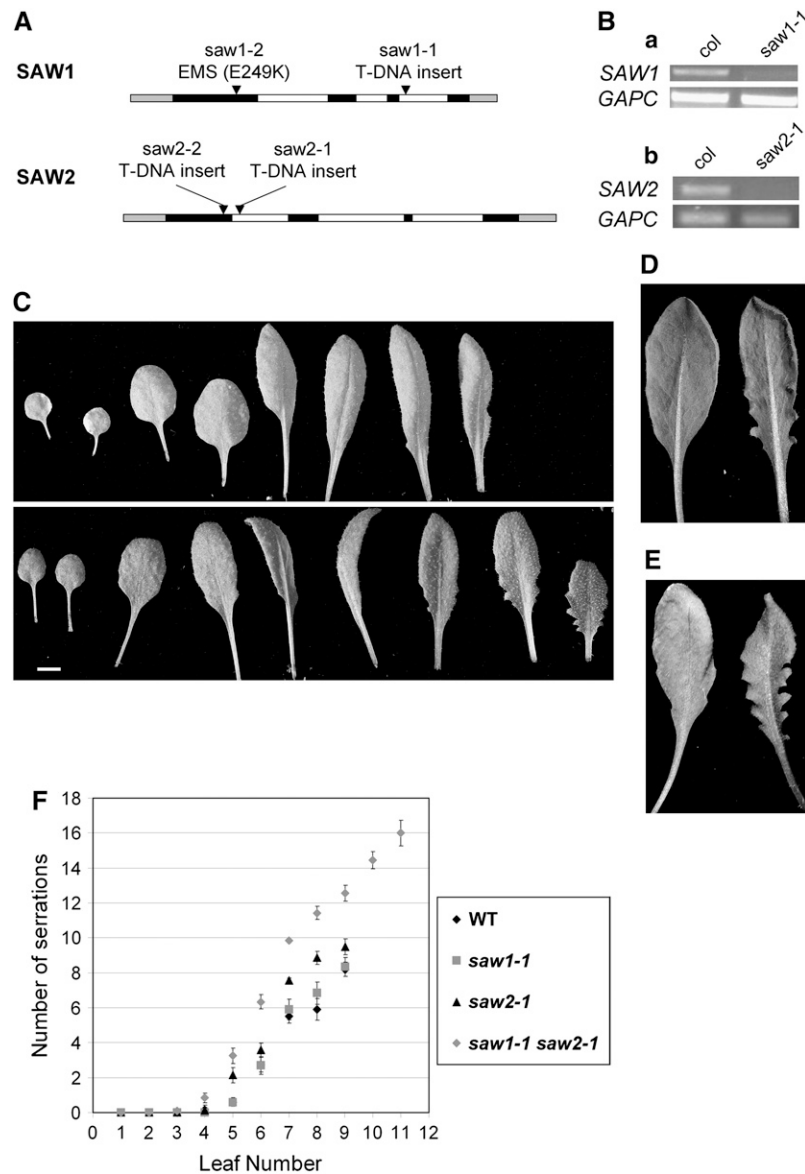 A
saw1-2 saw1-1
SAW1 EMS (E249K) T-DNA insert
saw2-2 saw2-1
SAW2 T-DNA insert T-DNA insert
B
a
col saw1-1
SAW1
GAPC
b
col saw2-1
SAW2
GAPC
C
D
E
F
18
16
14
12
10
8
6
4
2
0
Number of serrations
0 1 2 3 4 5 6 7 8 9 10 11 12
Leaf Number
WT
saw1-1
saw2-1
saw1-1 saw2-1